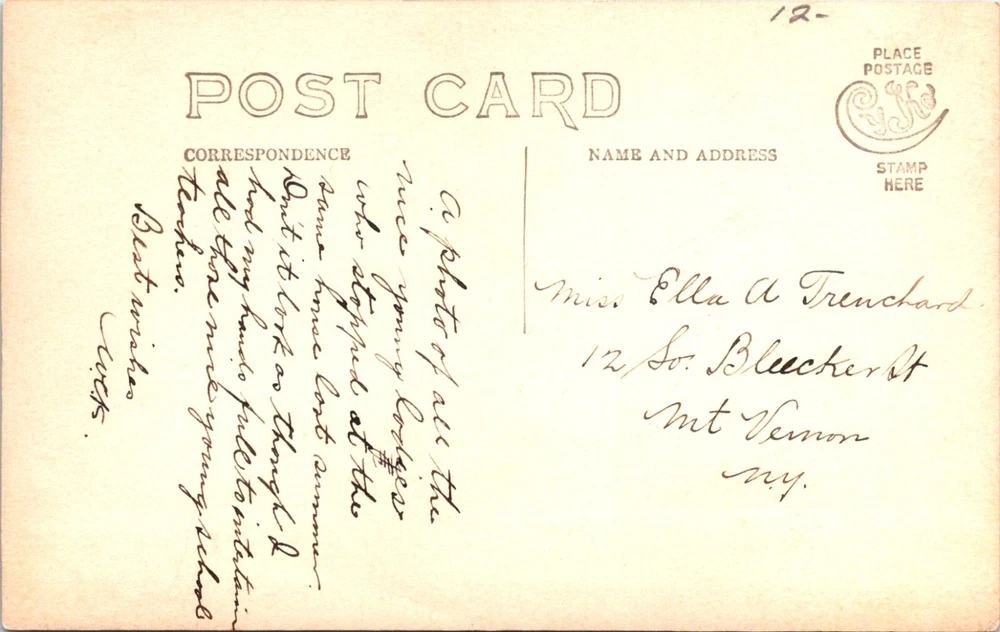 12-
POST CARD
PLACE
POSTAGE
CyKo
STAMP
HERE
CORRESPONDENCE
NAME AND ADDRESS
A photo of all the
nice young ladies
who stopped at the
same house last summer.
Don't it look as though I
had my hands full to intertain
all those nice young school
teachers.
Best wishes
Miss Ella A Trenchard
12 So. Bleecker St
Mt Vernon
N.Y.